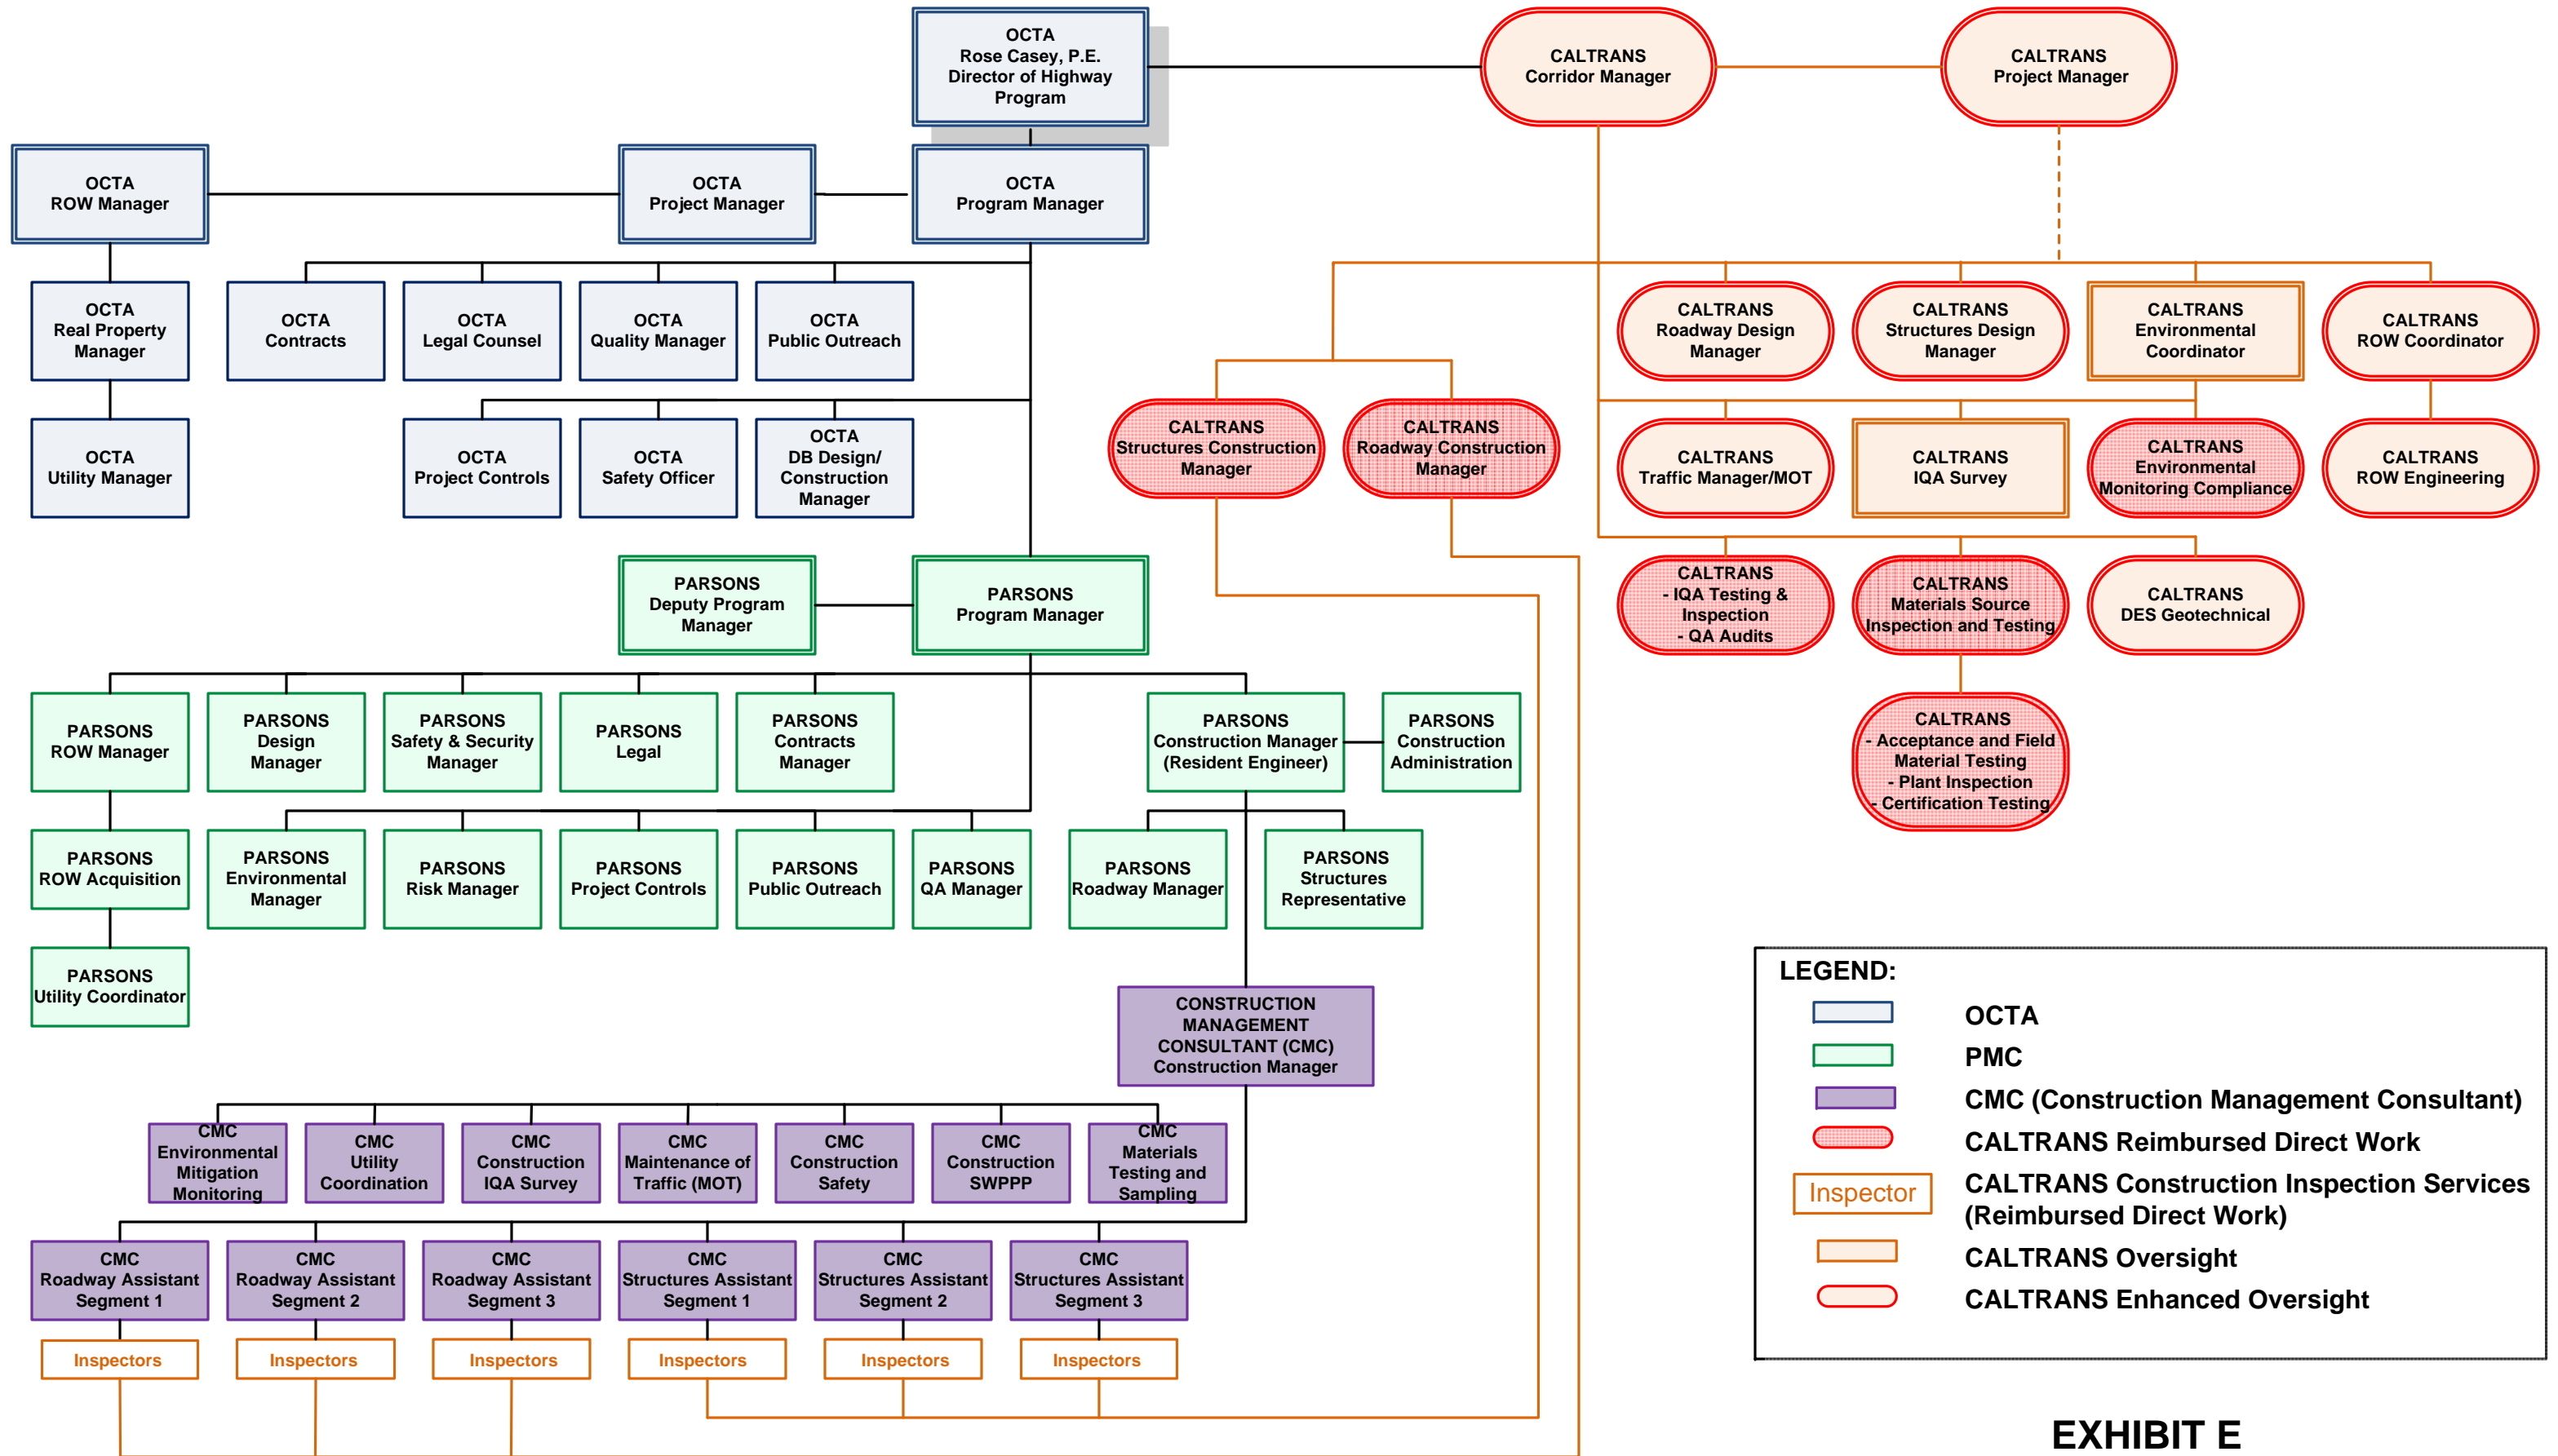 OCTA
Rose Casey, P.E.
Director of Highway
Program
CALTRANS
Corridor Manager
CALTRANS
Project Manager
OCTA
ROW Manager
OCTA
Project Manager
OCTA
Program Manager
OCTA
Real Property
Manager
OCTA
Contracts
OCTA
Legal Counsel
OCTA
Quality Manager
OCTA
Public Outreach
CALTRANS
Roadway Design
Manager
CALTRANS
Structures Design
Manager
CALTRANS
Environmental
Coordinator
CALTRANS
ROW Coordinator
OCTA
Utility Manager
OCTA
Project Controls
OCTA
Safety Officer
OCTA
DB Design/
Construction
Manager
CALTRANS
Structures Construction
Manager
CALTRANS
Roadway Construction
Manager
CALTRANS
Traffic Manager/MOT
CALTRANS
IQA Survey
CALTRANS
Environmental
Monitoring Compliance
CALTRANS
ROW Engineering
PARSONS
Deputy Program
Manager
PARSONS
Program Manager
CALTRANS
- IQA Testing &
Inspection
- QA Audits
CALTRANS
Materials Source
Inspection and Testing
CALTRANS
DES Geotechnical
PARSONS
ROW Manager
PARSONS
Design
Manager
PARSONS
Safety & Security
Manager
PARSONS
Legal
PARSONS
Contracts
Manager
PARSONS
Construction Manager
(Resident Engineer)
PARSONS
Construction
Administration
CALTRANS
- Acceptance and Field
Material Testing
- Plant Inspection
- Certification Testing
PARSONS
ROW Acquisition
PARSONS
Environmental
Manager
PARSONS
Risk Manager
PARSONS
Project Controls
PARSONS
Public Outreach
PARSONS
QA Manager
PARSONS
Roadway Manager
PARSONS
Structures
Representative
PARSONS
Utility Coordinator
CONSTRUCTION
MANAGEMENT
CONSULTANT (CMC)
Construction Manager
CMC
Environmental
Mitigation
Monitoring
CMC
Utility
Coordination
CMC
Construction
IQA Survey
CMC
Maintenance of
Traffic (MOT)
CMC
Construction
Safety
CMC
Construction
SWPPP
CMC
Materials
Testing and
Sampling
CMC
Roadway Assistant
Segment 1
CMC
Roadway Assistant
Segment 2
CMC
Roadway Assistant
Segment 3
CMC
Structures Assistant
Segment 1
CMC
Structures Assistant
Segment 2
CMC
Structures Assistant
Segment 3
Inspectors
Inspectors
Inspectors
Inspectors
Inspectors
Inspectors
LEGEND:
OCTA
PMC
CMC (Construction Management Consultant)
CALTRANS Reimbursed Direct Work
Inspector
CALTRANS Construction Inspection Services
(Reimbursed Direct Work)
CALTRANS Oversight
CALTRANS Enhanced Oversight
EXHIBIT E